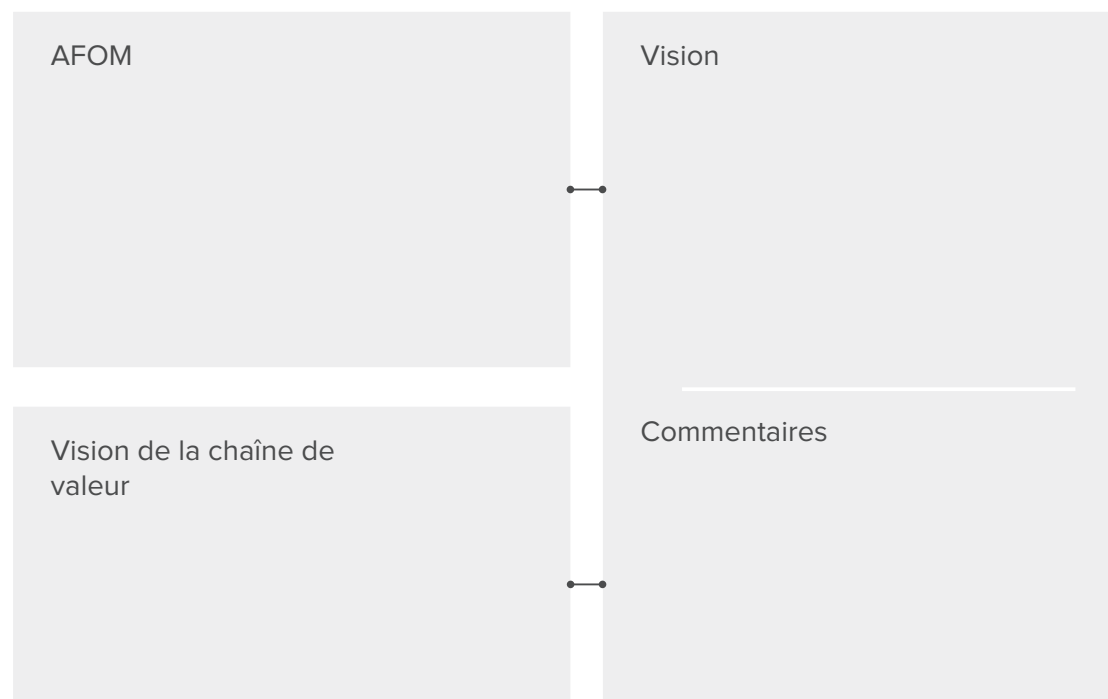 AFOM
Vision
Vision de la chaîne de
valeur
Commentaires